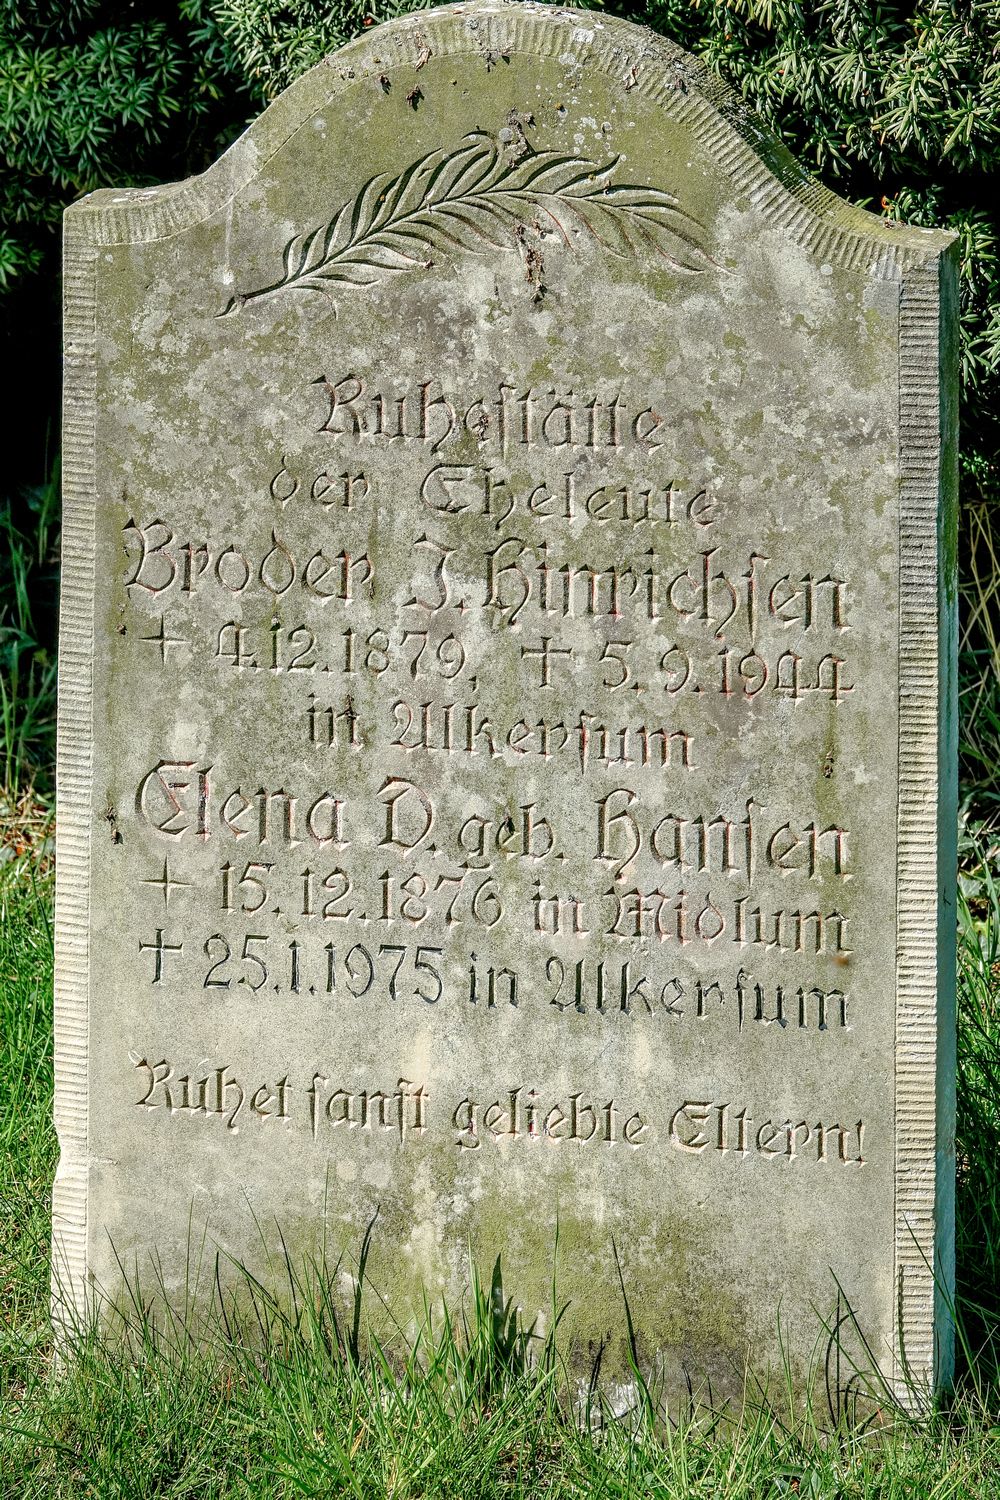 Ruhestätte
der Eheleute
Broder J. Hinrichsen
+ 4.12.1879, + 5.9.1944
in Alkersum
Elena D. geb. Hansen
+ 15.12.1876 in Midlum
+ 25.1.1975 in Alkersum
Ruhet sanft geliebte Eltern!